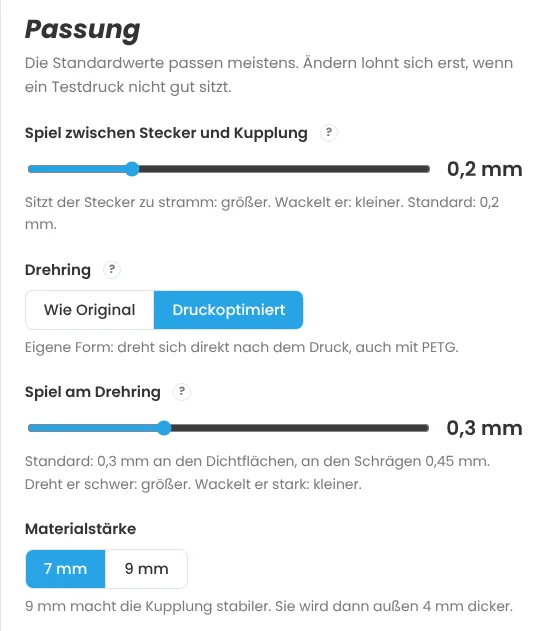 Passung
Die Standardwerte passen meistens. Ändern lohnt sich erst, wenn
ein Testdruck nicht gut sitzt.
Spiel zwischen Stecker und Kupplung ?
0,2 mm
Sitzt der Stecker zu stramm: größer. Wackelt er: kleiner. Standard: 0,2
mm.
Drehring ?
Wie Original Druckoptimiert
Eigene Form: dreht sich direkt nach dem Druck, auch mit PETG.
Spiel am Drehring ?
0,3 mm
Standard: 0,3 mm an den Dichtflächen, an den Schrägen 0,45 mm.
Dreht er schwer: größer. Wackelt er stark: kleiner.
Materialstärke
7 mm 9 mm
9 mm macht die Kupplung stabiler. Sie wird dann außen 4 mm dicker.